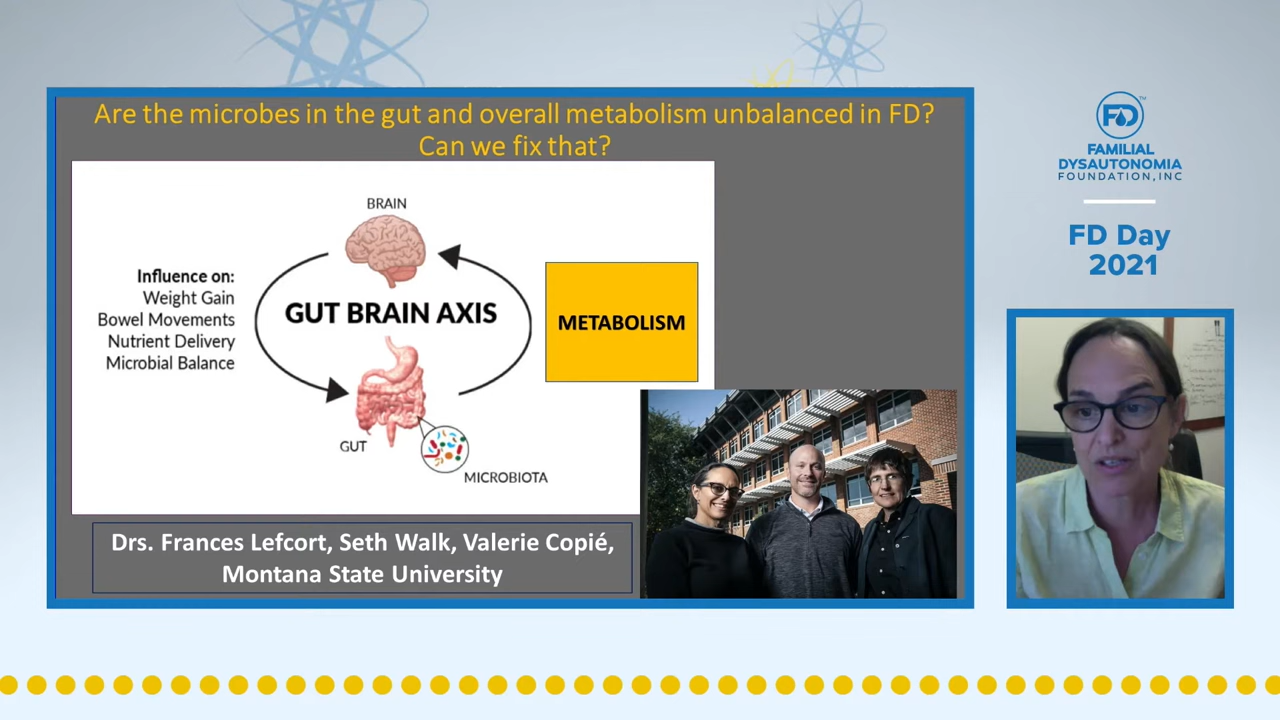 Are the microbes in the gut and overall metabolism unbalanced in FD?
Can we fix that?
BRAIN
Influence on:
Weight Gain
Bowel Movements
Nutrient Delivery
Microbial Balance
GUT BRAIN AXIS
METABOLISM
GUT
MICROBIOTA
Drs. Frances Lefcort, Seth Walk, Valerie Copié,
Montana State University
FD™
FAMILIAL
DYSAUTONOMIA
FOUNDATION, INC
FD Day
2021